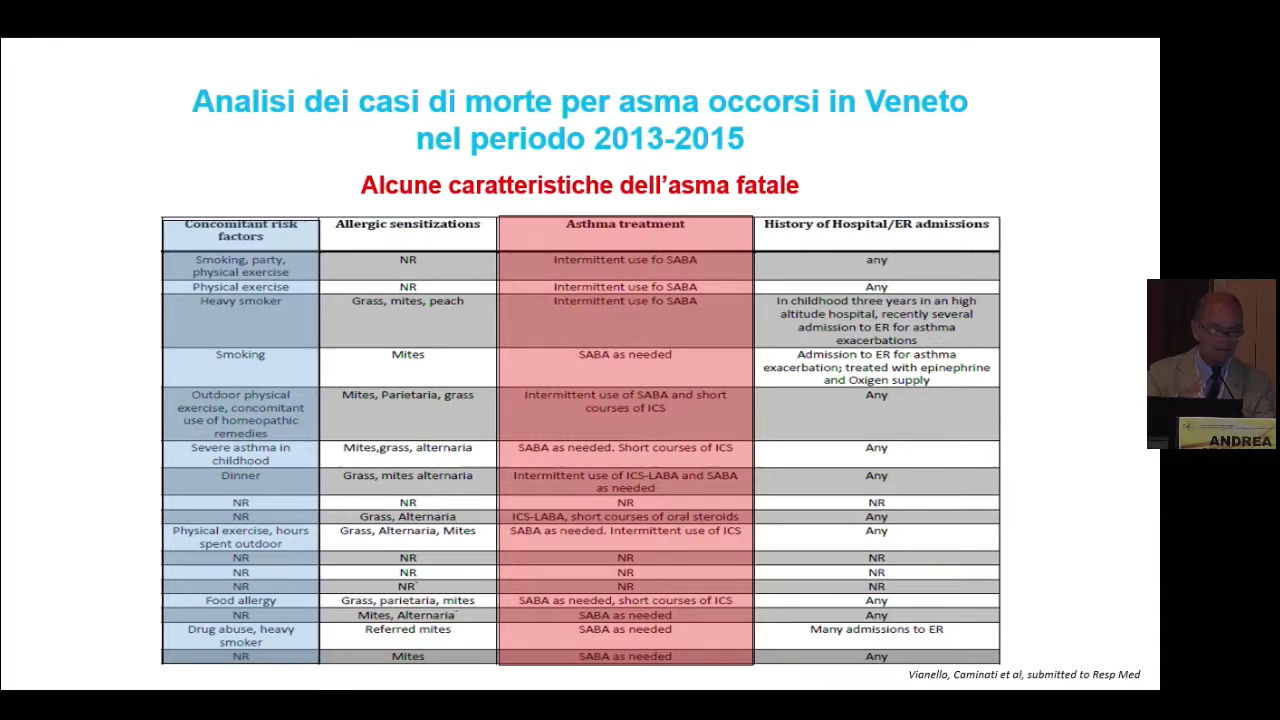 Analisi dei casi di morte per asma occorsi in Veneto
nel periodo 2013-2015
Alcune caratteristiche dell'asma fatale
Concomitant risk factors | Allergic sensitizations | Asthma treatment | History of Hospital/ER admissions
Smoking, party, physical exercise | NR | Intermittent use fo SABA | any
Physical exercise | NR | Intermittent use fo SABA | Any
Heavy smoker | Grass, mites, peach | Intermittent use fo SABA | In childhood three years in an high altitude hospital, recently several admission to ER for asthma exacerbations
Smoking | Mites | SABA as needed | Admission to ER for asthma exacerbation; treated with epinephrine and Oxigen supply
Outdoor physical exercise, concomitant use of homeopathic remedies | Mites, Parietaria, grass | Intermittent use of SABA and short courses of ICS | Any
Severe asthma in childhood | Mites,grass, alternaria | SABA as needed. Short courses of ICS | Any
Dinner | Grass, mites alternaria | Intermittent use of ICS-LABA and SABA as needed | Any
NR | NR | NR | NR
NR | Grass, Alternaria | ICS-LABA, short courses of oral steroids | Any
Physical exercise, hours spent outdoor | Grass, Alternaria, Mites | SABA as needed. Intermittent use of ICS | Any
NR | NR | NR | NR
NR | NR | NR | NR
NR | NR | NR | NR
Food allergy | Grass, parietaria, mites | SABA as needed, short courses of ICS | Any
NR | Mites, Alternaria | SABA as needed | Any
Drug abuse, heavy smoker | Referred mites | SABA as needed | Many admissions to ER
NR | Mites | SABA as needed | Any
Vianello, Caminati et al, submitted to Resp Med
ANDREA